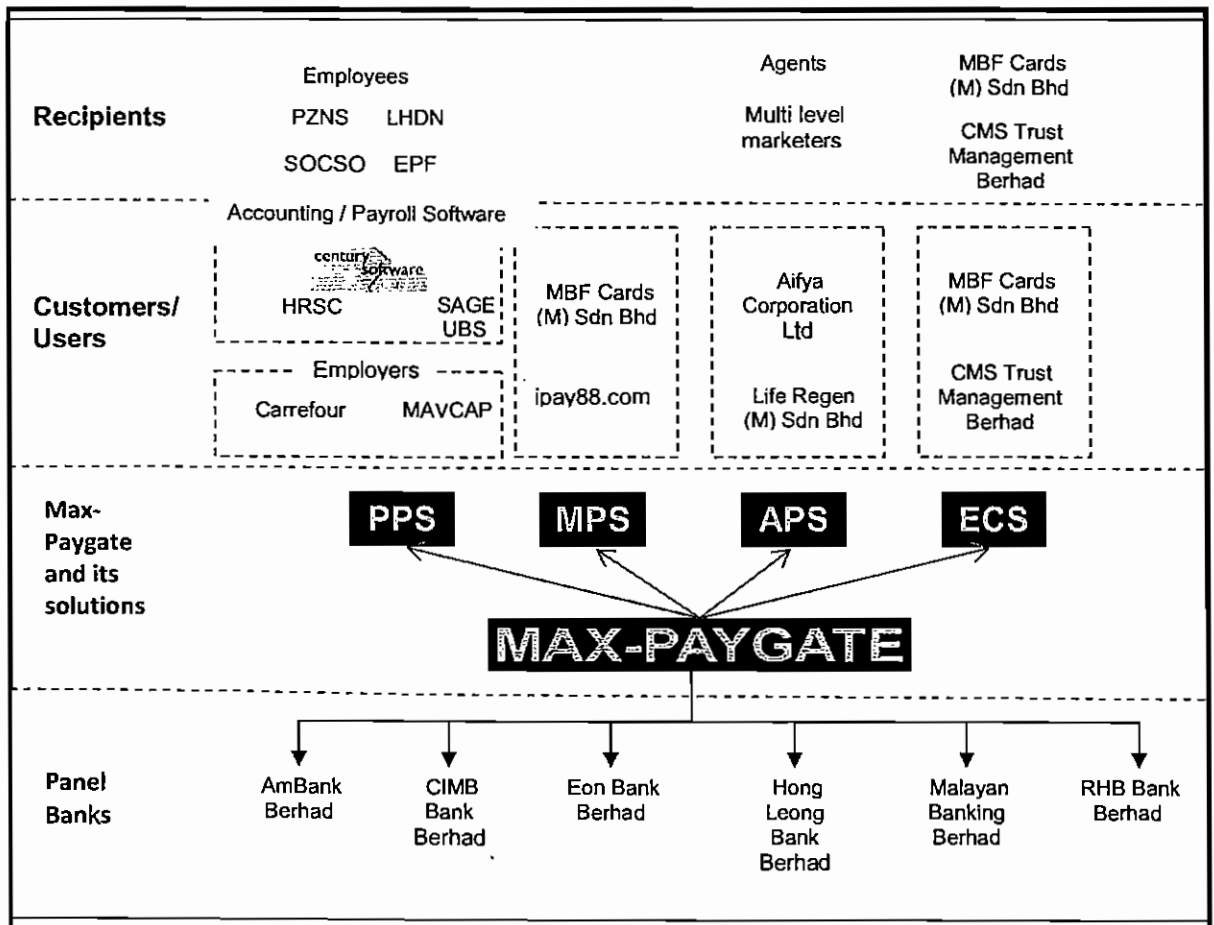 Recipients
Employees
PZNS LHDN
SOCSO EPF
Agents
Multi level
marketers
MBF Cards
(M) Sdn Bhd
CMS Trust
Management
Berhad
Customers/
Users
Accounting / Payroll Software
century
software
HRSC
SAGE
UBS
Employers
Carrefour MAVCAP
MBF Cards
(M) Sdn Bhd
ipay88.com
Aifya
Corporation
Ltd
Life Regen
(M) Sdn Bhd
MBF Cards
(M) Sdn Bhd
CMS Trust
Management
Berhad
Max-
Paygate
and its
solutions
PPS MPS APS ECS
MAX-PAYGATE
Panel
Banks
AmBank
Berhad
CIMB
Bank
Berhad
Eon Bank
Berhad
Hong
Leong
Bank
Berhad
Malayan
Banking
Berhad
RHB Bank
Berhad